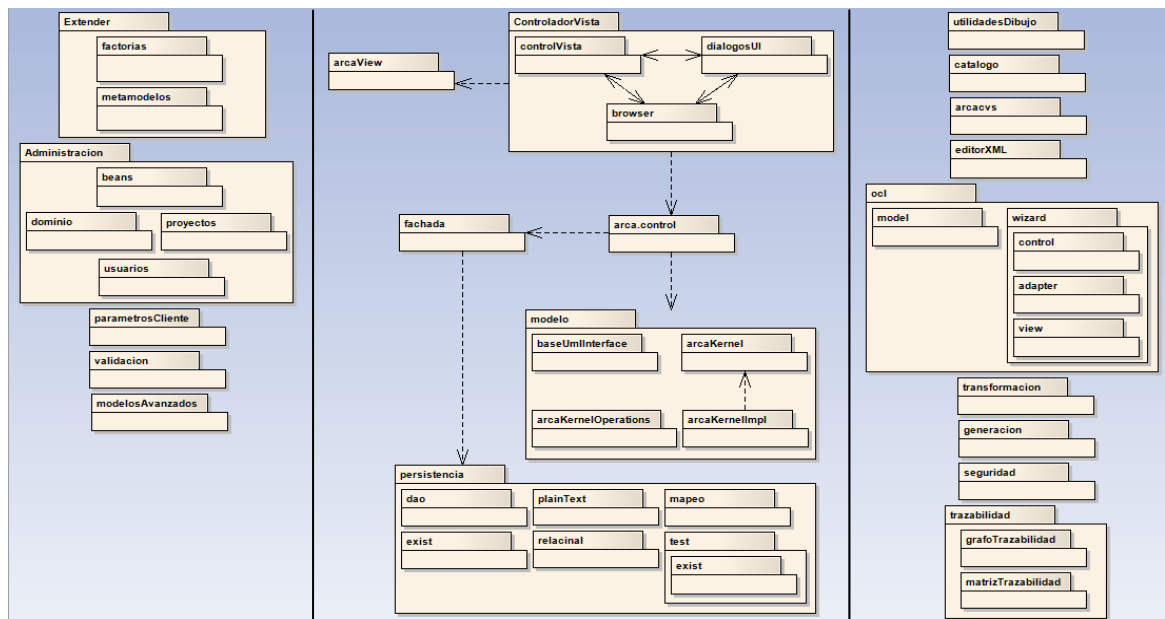 Extender
factorias
metamodelos
Administracion
beans
dominio
proyectos
usuarios
parametrosCliente
validacion
modelosAvanzados
arcaView
ControladorVista
controlVista
dialogosUI
browser
fachada
arca.control
modelo
baseUmlInterface
arcaKernel
arcaKernelOperations
arcaKernelImpl
persistencia
dao
plainText
mapeo
exist
relacinal
test
exist
utilidadesDibujo
catalogo
arcacvs
editorXML
ocl
model
wizard
control
adapter
view
transformacion
generacion
seguridad
trazabilidad
grafoTrazabilidad
matrizTrazabilidad